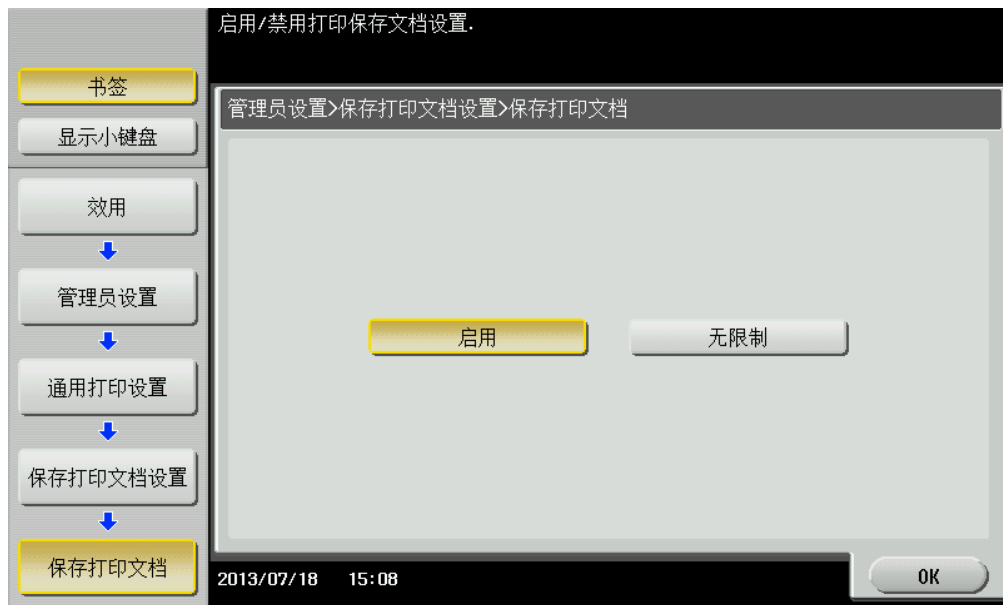 启用/禁用打印保存文档设置.
书签
显示小键盘
管理员设置>保存打印文档设置>保存打印文档
效用
管理员设置
通用打印设置
保存打印文档设置
保存打印文档
启用
无限制
2013/07/18 15:08
OK